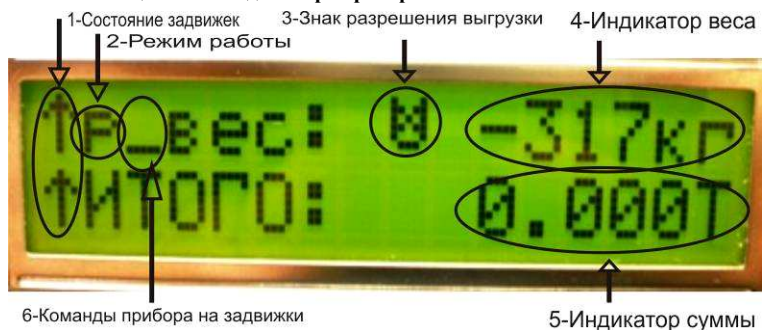 1-Состояние задвижек
3-Знак разрешения выгрузки
4-Индикатор веса
2-Режим работы
↑Р_вес: -317кг
↑ИТОГО: 0.000Т
6-Команды прибора на задвижки
5-Индикатор суммы